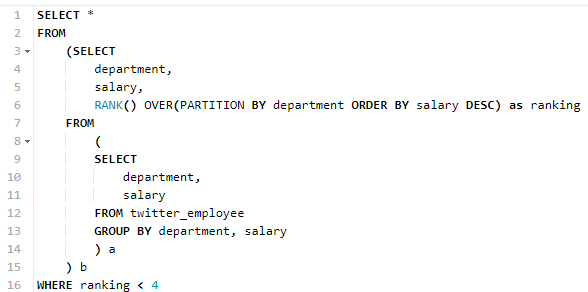 1 SELECT *
2 FROM
3 (SELECT
4 department,
5 salary,
6 RANK() OVER(PARTITION BY department ORDER BY salary DESC) as ranking
7 FROM
8 (
9 SELECT
10 department,
11 salary
12 FROM twitter_employee
13 GROUP BY department, salary
14 ) a
15 ) b
16 WHERE ranking < 4